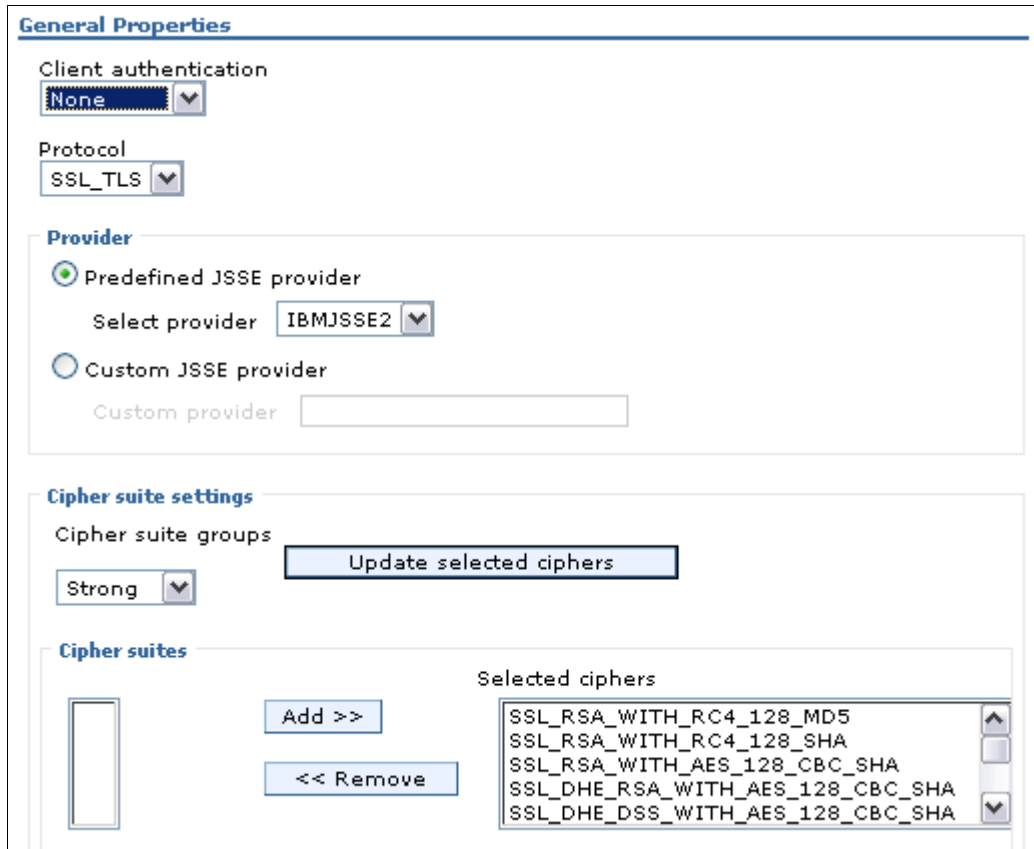 General Properties
Client authentication
None
Protocol
SSL_TLS
Provider
Predefined JSSE provider
Select provider IBMJSSE2
Custom JSSE provider
Custom provider
Cipher suite settings
Cipher suite groups
Update selected ciphers
Strong
Cipher suites
Selected ciphers
Add >>
<< Remove
SSL_RSA_WITH_RC4_128_MD5
SSL_RSA_WITH_RC4_128_SHA
SSL_RSA_WITH_AES_128_CBC_SHA
SSL_DHE_RSA_WITH_AES_128_CBC_SHA
SSL_DHE_DSS_WITH_AES_128_CBC_SHA